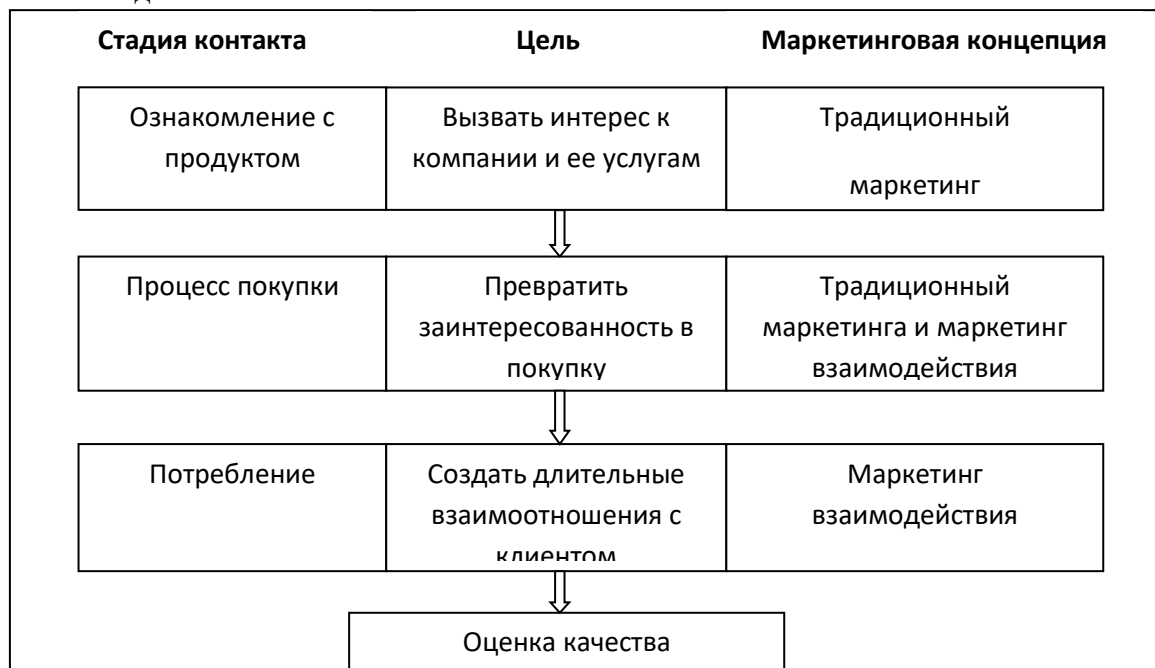 Стадия контакта Цель Маркетинговая концепция
Ознакомление с
продуктом
Вызвать интерес к
компании и ее услугам
Традиционный
маркетинг
Процесс покупки
Превратить
заинтересованность в
покупку
Традиционный
маркетинга и маркетинг
взаимодействия
Потребление
Создать длительные
взаимоотношения с
клиентом
Маркетинг
взаимодействия
Оценка качества